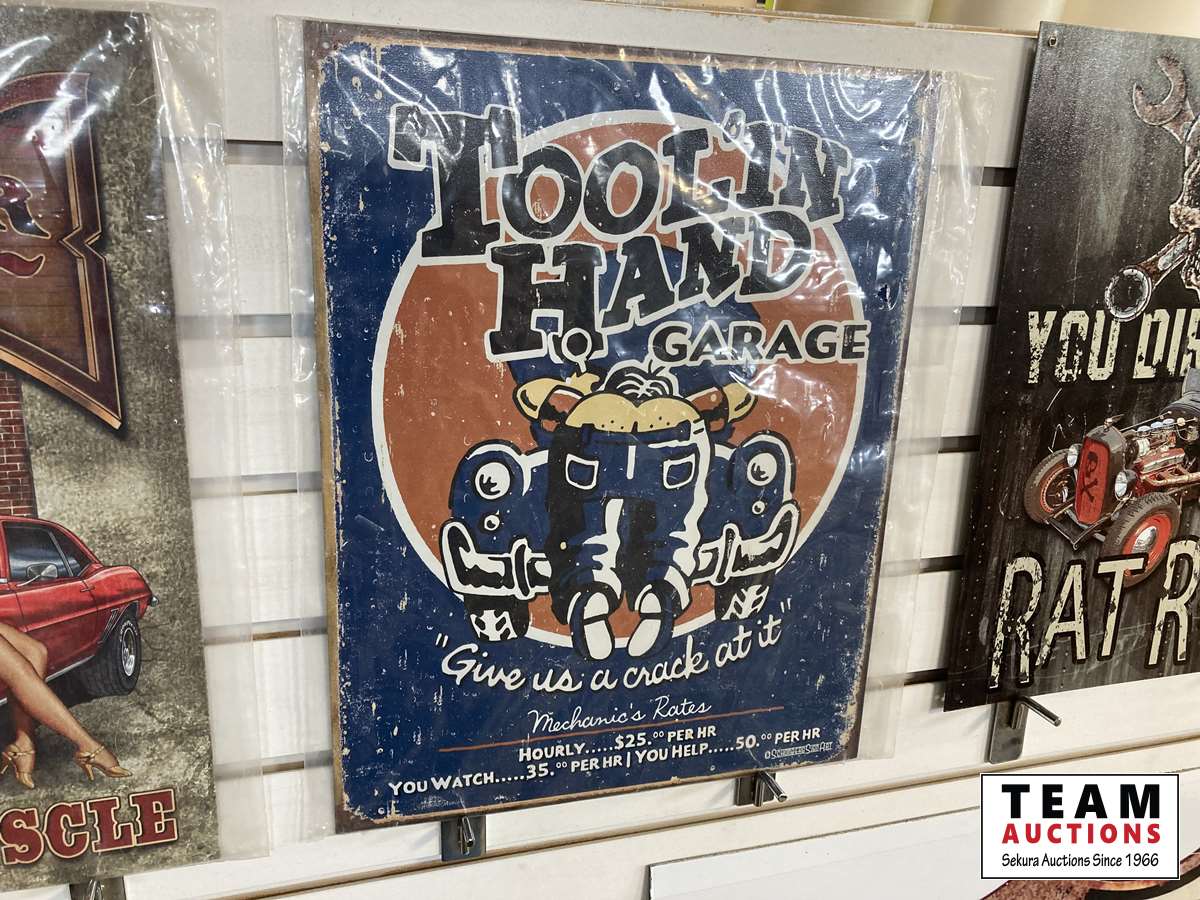 TOOL'IN
HAND
GARAGE
"Give us a crack at it"
Mechanic's Rates
HOURLY.....$25.00 PER HR
YOU WATCH.....35.00 PER HR | YOU HELP.....50.00 PER HR
SCLE
YOU
RAT R
TEAM
AUCTIONS
Sekura Auctions Since 1966